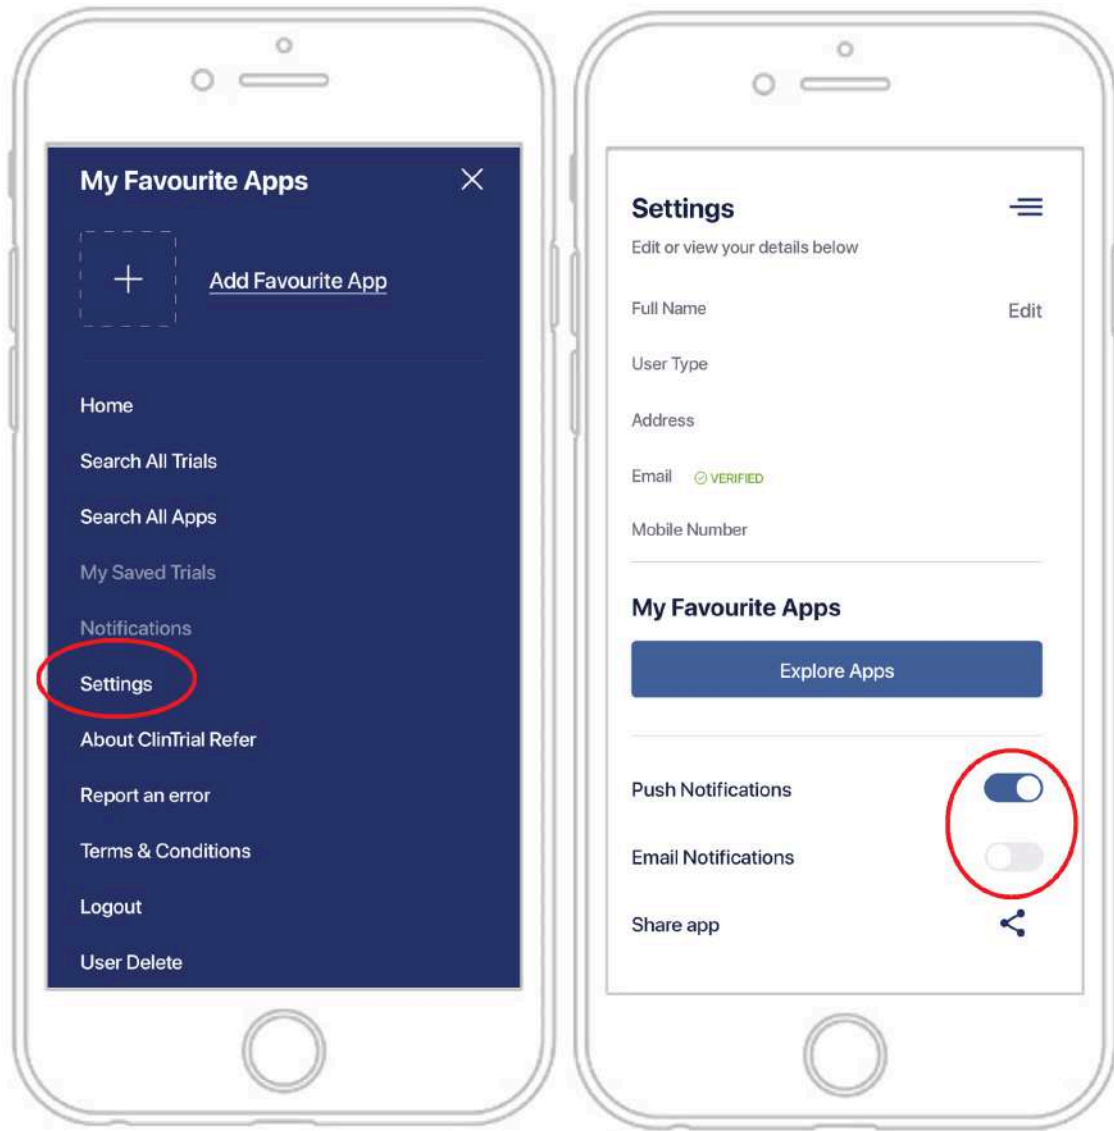 My Favourite Apps
Add Favourite App
Home
Search All Trials
Search All Apps
My Saved Trials
Notifications
Settings
About ClinTrial Refer
Report an error
Terms & Conditions
Logout
User Delete
Settings
Edit or view your details below
Full Name Edit
User Type
Address
Email VERIFIED
Mobile Number
My Favourite Apps
Explore Apps
Push Notifications
Email Notifications
Share app